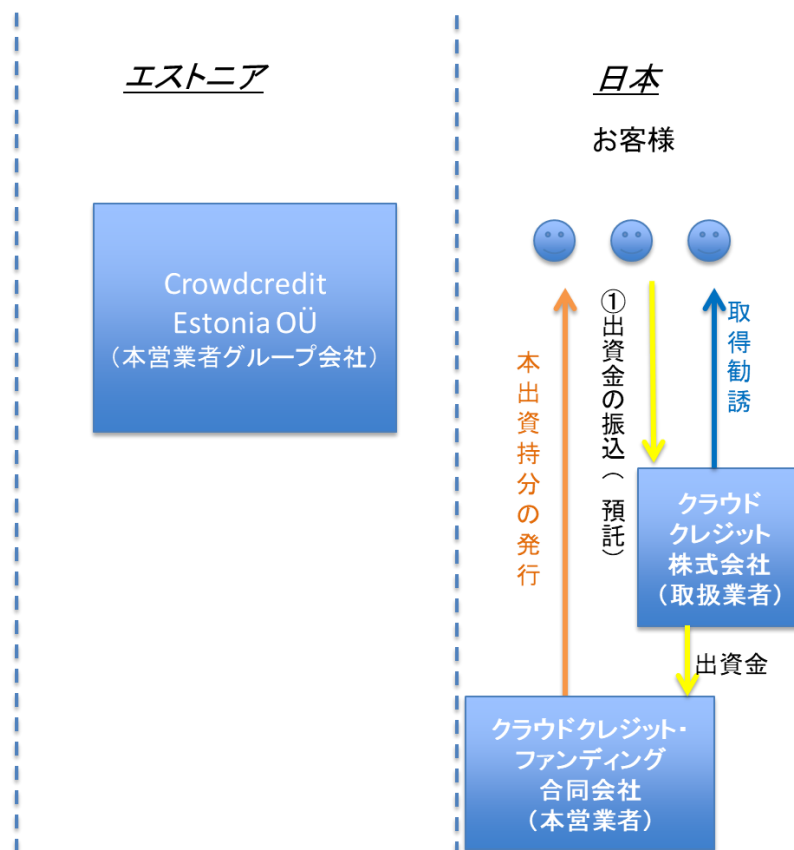 エストニア
日本
お客様
Crowdcredit
Estonia OÜ
（本営業者グループ会社）
本出資持分の発行
①出資金の振込（預託）
取得勧誘
クラウド
クレジット
株式会社
（取扱業者）
出資金
クラウドクレジット・
ファンディング
合同会社
（本営業者）